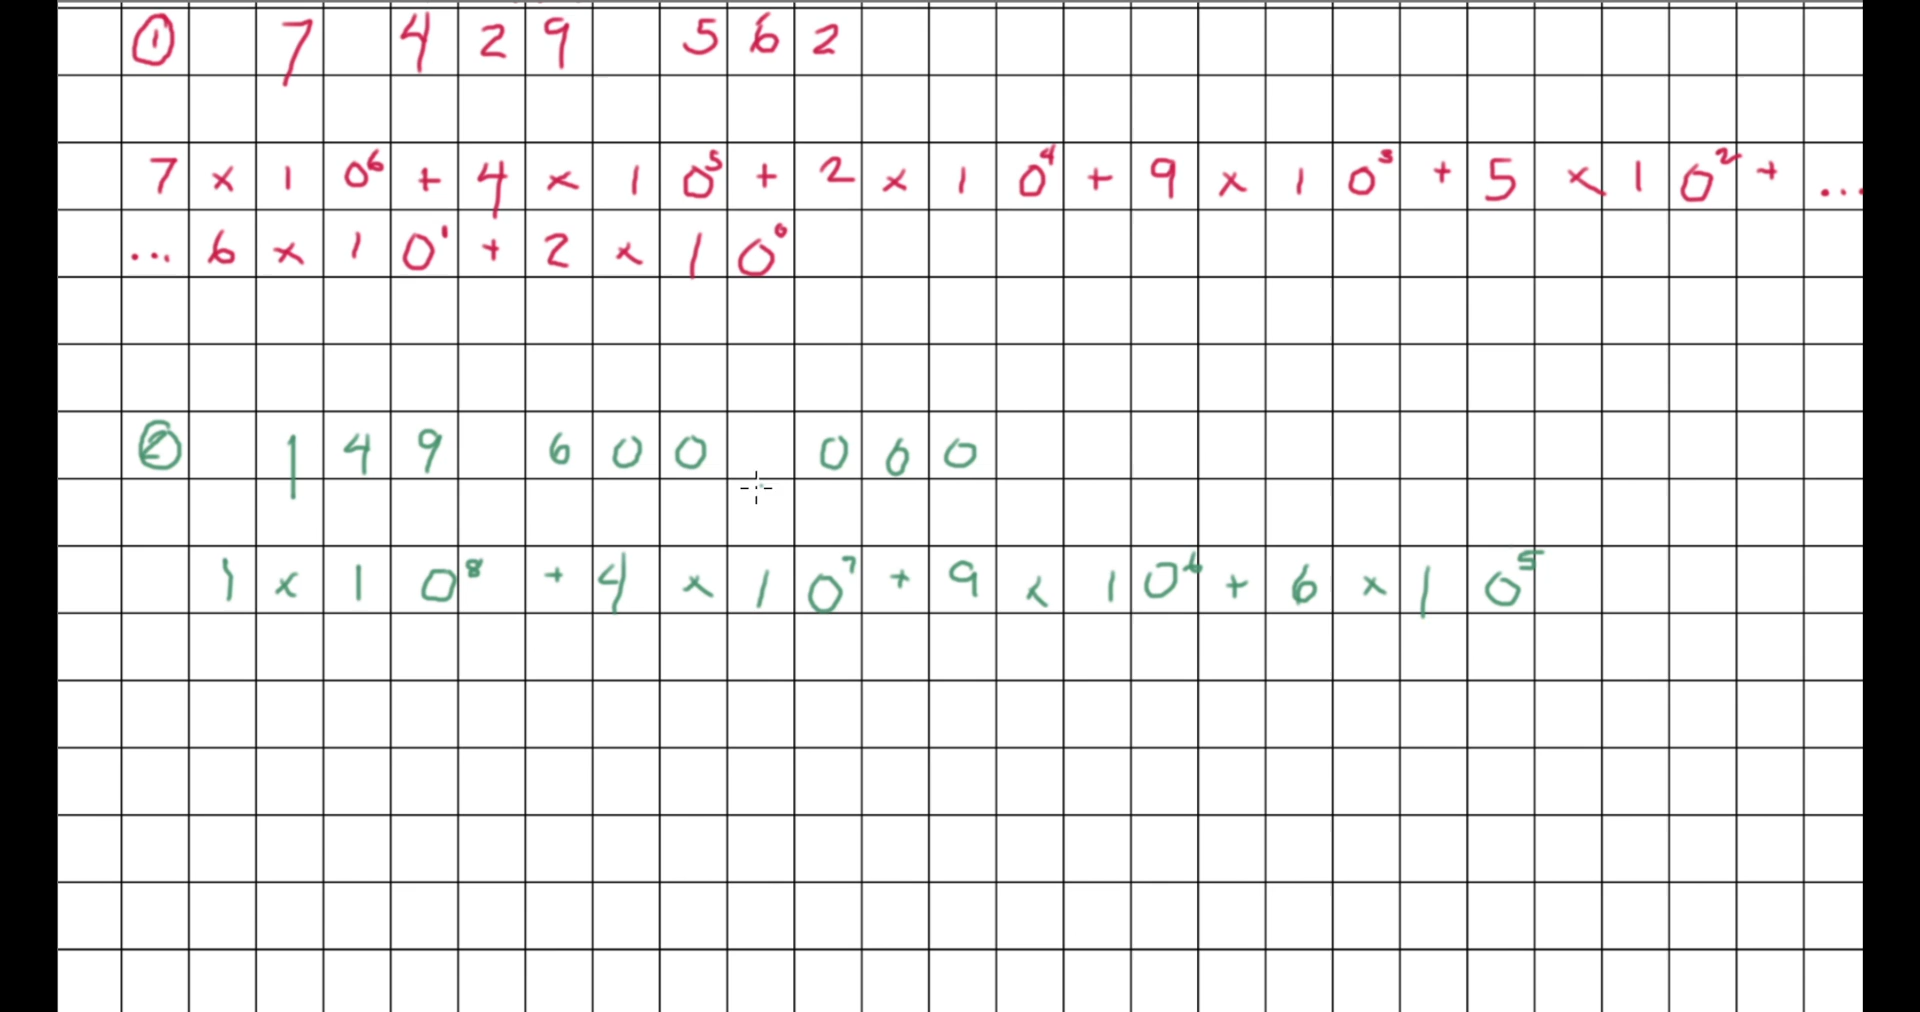 ① 7 429 562
7 × 10⁶ + 4 × 10⁵ + 2 × 10⁴ + 9 × 10³ + 5 × 10² + ...
... 6 × 10¹ + 2 × 10⁰
② 149 600 000
1 × 10⁸ + 4 × 10⁷ + 9 × 10⁶ + 6 × 10⁵